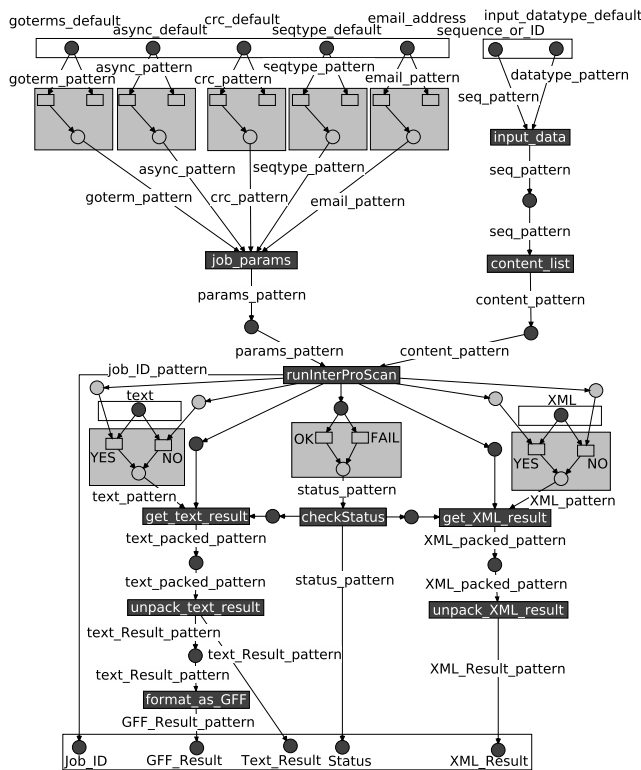 goterms_default
async_default
crc_default
seqtype_default
email_address
input_datatype_default
sequence_or_ID
goterm_pattern
async_pattern
crc_pattern
seqtype_pattern
email_pattern
datatype_pattern
seq_pattern
input_data
async_pattern
seqtype_pattern
seq_pattern
goterm_pattern
crc_pattern
email_pattern
seq_pattern
job_params
content_list
params_pattern
content_pattern
params_pattern
content_pattern
job_ID_pattern
runInterProScan
text
XML
OK
FAIL
YES
NO
YES
NO
text_pattern
status_pattern
XML_pattern
get_text_result
checkStatus
get_XML_result
text_packed_pattern
XML_packed_pattern
text_packed_pattern
status_pattern
XML_packed_pattern
unpack_text_result
unpack_XML_result
text_Result_pattern
text_Result_pattern
text_Result_pattern
XML_Result_pattern
format_as_GFF
GFF_Result_pattern
Job_ID
GFF_Result
Text_Result
Status
XML_Result